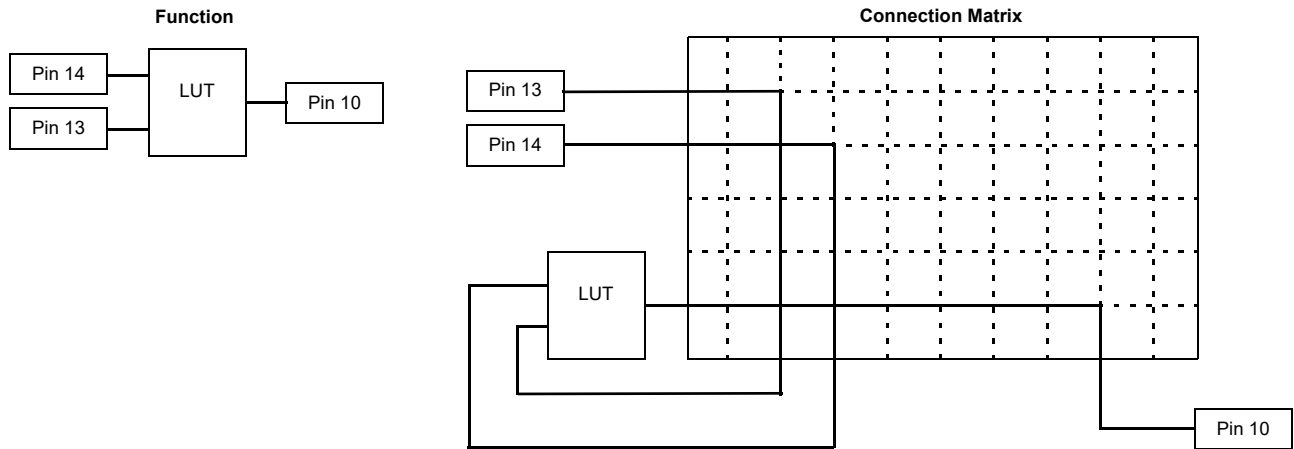 Function
Pin 14
Pin 13
LUT
Pin 10
Connection Matrix
Pin 13
Pin 14
LUT
Pin 10